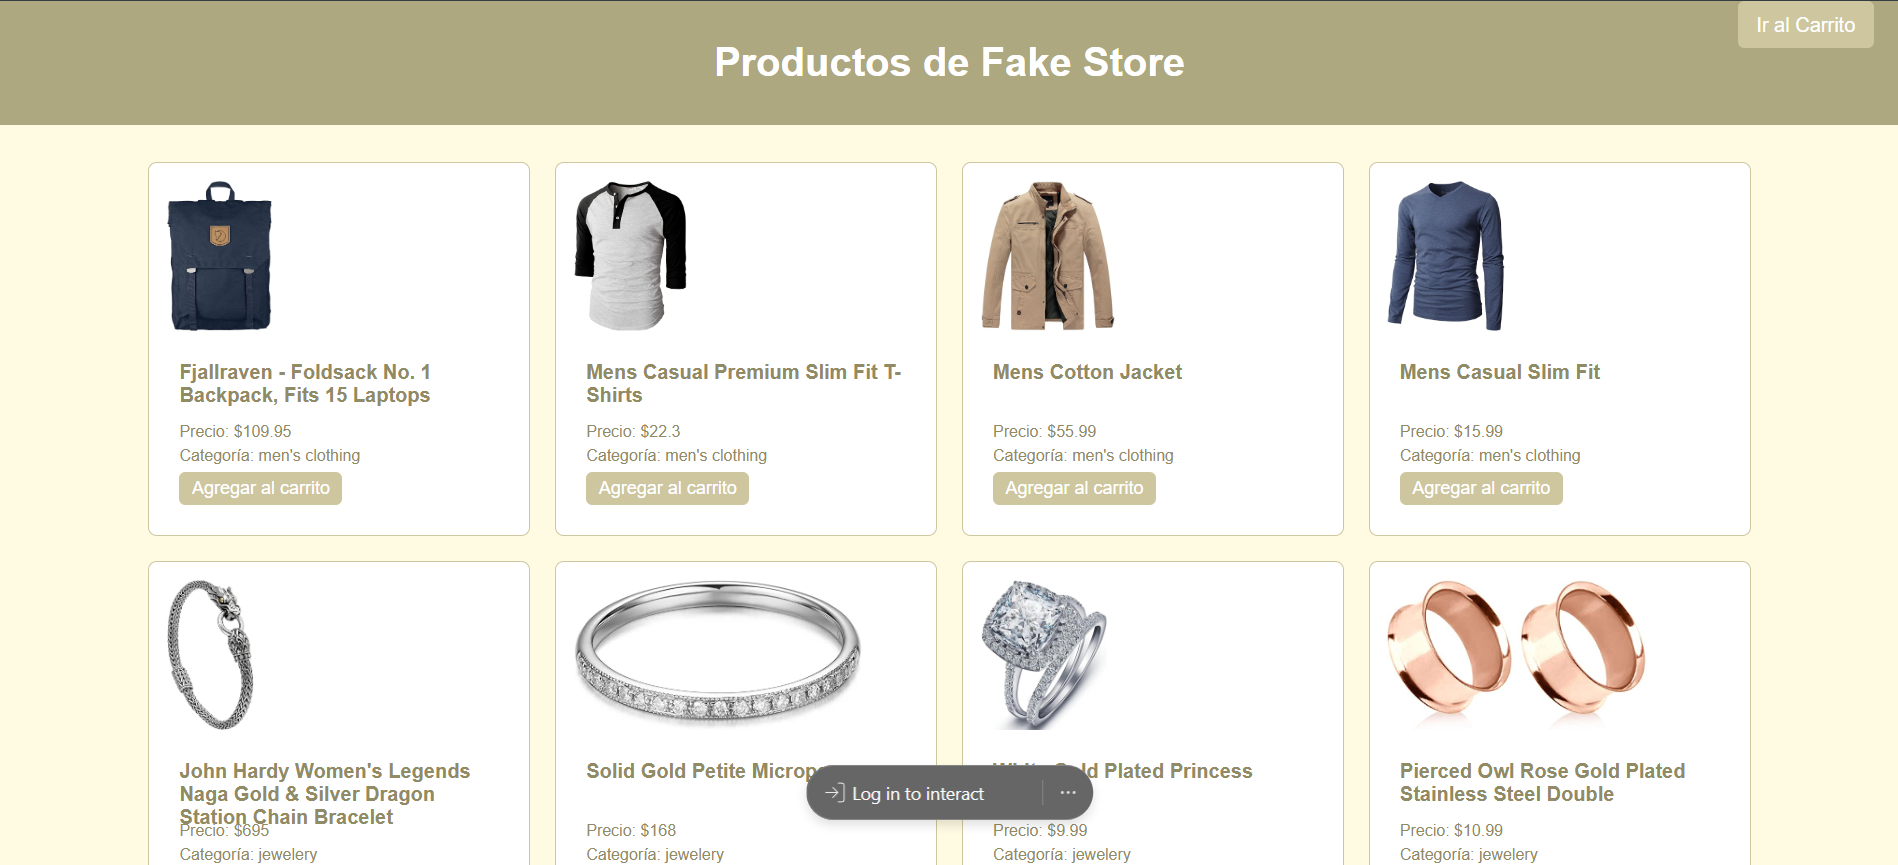 Ir al Carrito
Productos de Fake Store
Fjallraven - Foldsack No. 1
Backpack, Fits 15 Laptops
Precio: $109.95
Categoría: men's clothing
Agregar al carrito
Mens Casual Premium Slim Fit T-
Shirts
Precio: $22.3
Categoría: men's clothing
Agregar al carrito
Mens Cotton Jacket
Precio: $55.99
Categoría: men's clothing
Agregar al carrito
Mens Casual Slim Fit
Precio: $15.99
Categoría: men's clothing
Agregar al carrito
John Hardy Women's Legends
Naga Gold & Silver Dragon
Station Chain Bracelet
Precio: $695
Categoría: jewelery
Solid Gold Petite
Precio: $168
Categoría: jewelery
Plated Princess
Precio: $9.99
Categoría: jewelery
Pierced Owl Rose Gold Plated
Stainless Steel Double
Precio: $10.99
Categoría: jewelery
Log in to interact